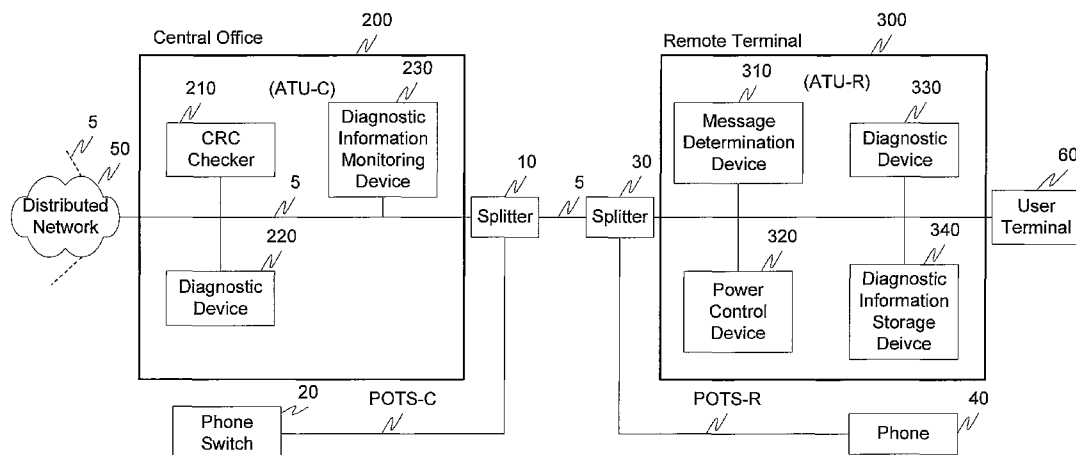 200
300
Central Office
Remote Terminal
230
310
(ATU-C)
(ATU-R)
330
210
Diagnostic
Information
Monitoring
Device
Message
Determination
Device
Diagnostic
Device
5
50
CRC
Checker
10
5
30
60
5
Distributed
Network
Splitter
Splitter
User
Terminal
220
320
340
Diagnostic
Device
Power
Control
Device
Diagnostic
Information
Storage
Deivce
20
POTS-C
POTS-R
40
Phone
Switch
Phone